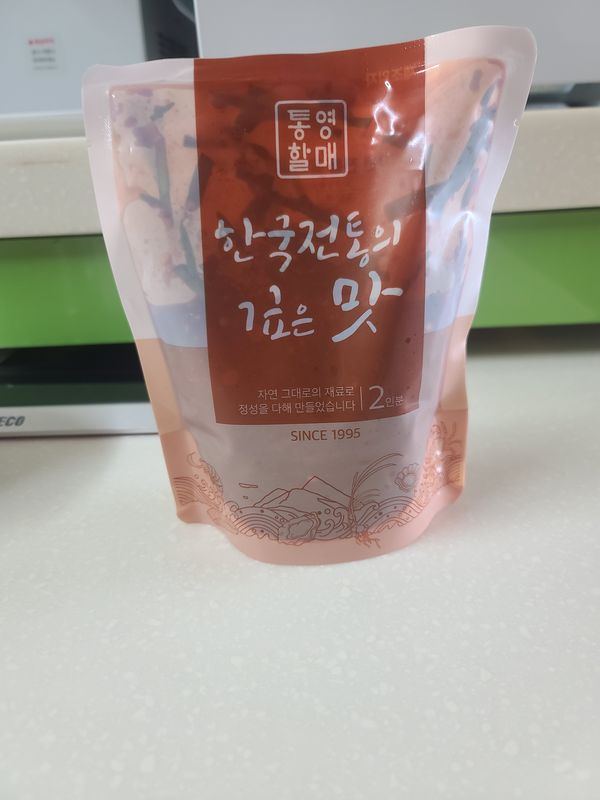 통영
할매
한국전통의
깊은 맛
자연 그대로의 재료로
정성을 다해 만들었습니다
2인분
SINCE 1995
ECO